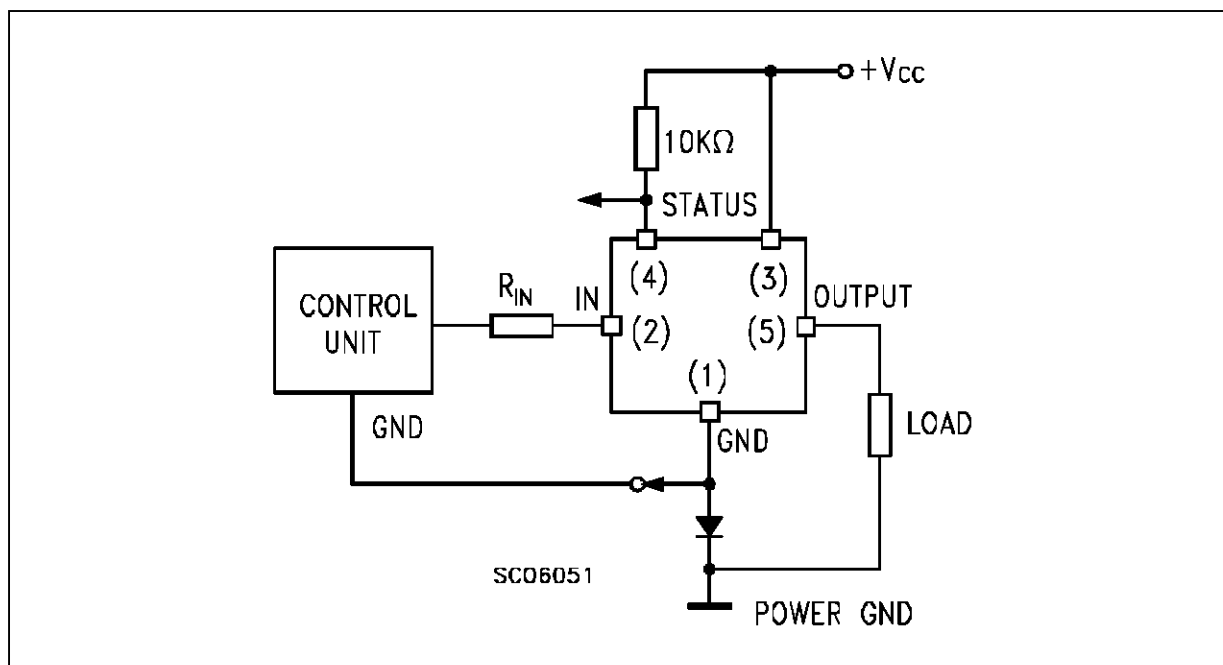 +VCC
10KΩ
STATUS
(4)
(3)
CONTROL
UNIT
RIN
IN
(2)
OUTPUT
(5)
(1)
GND
GND
LOAD
SC06051
POWER GND